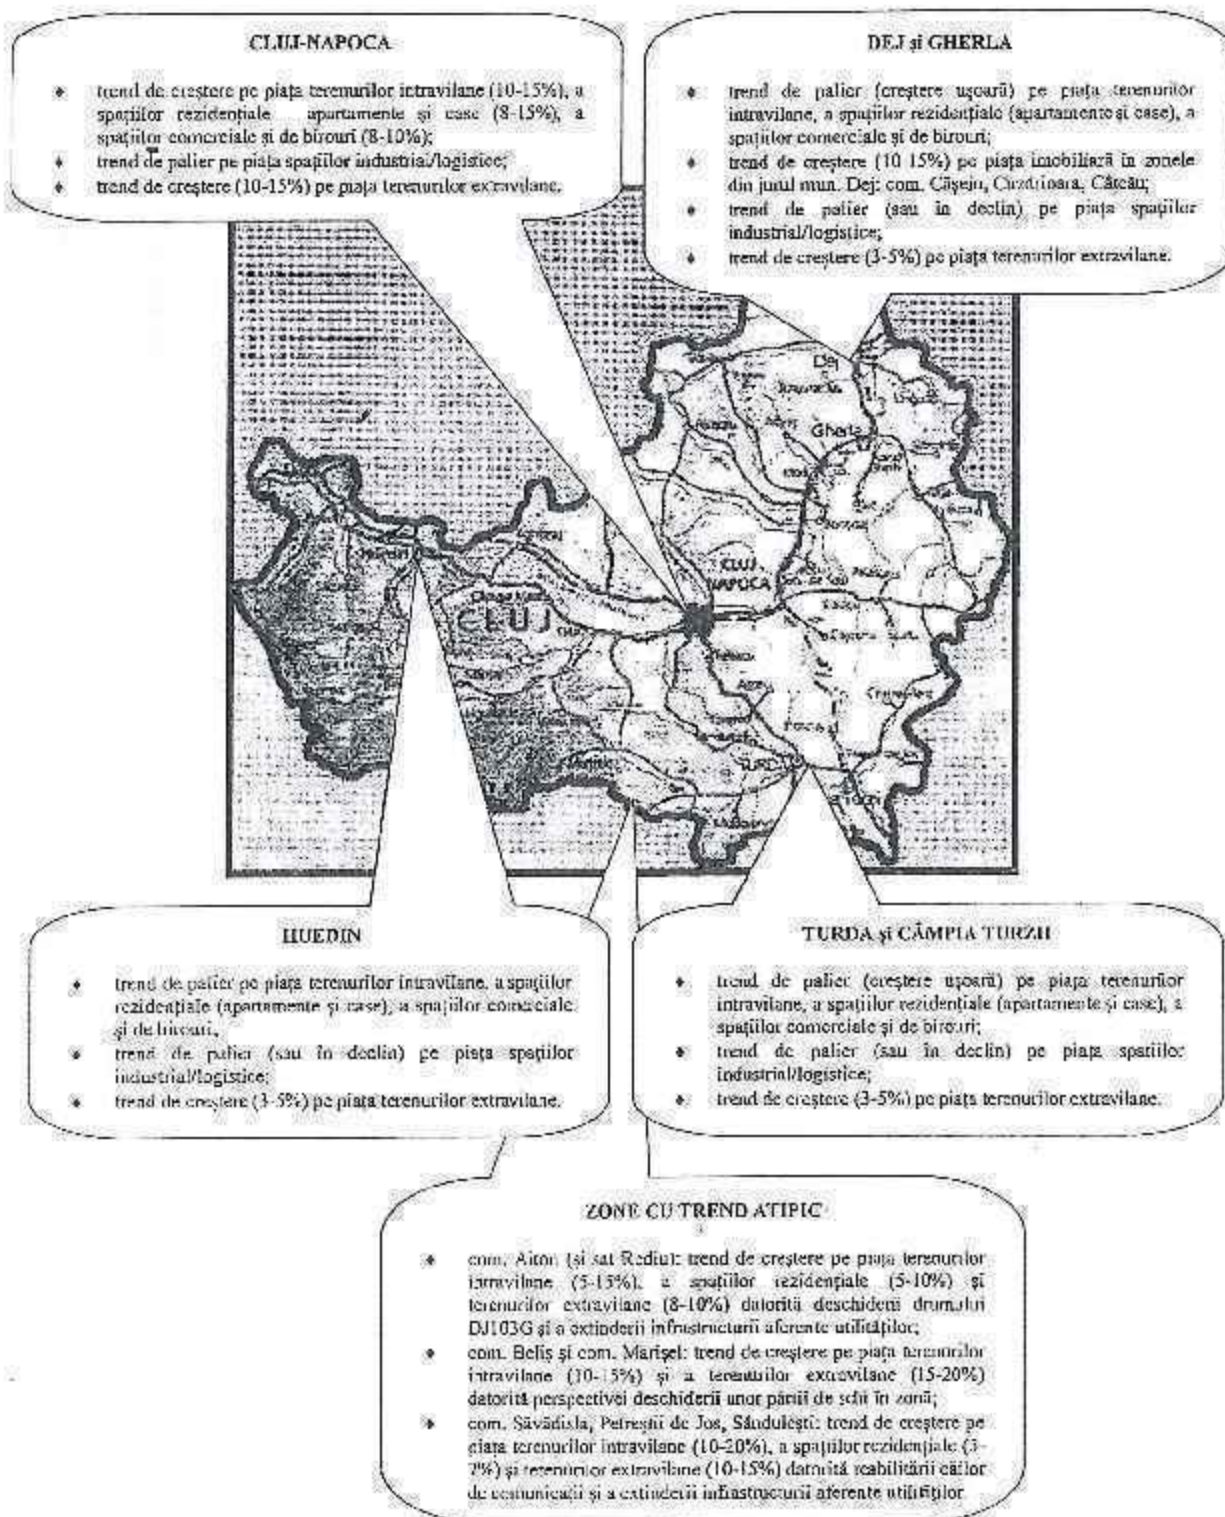 CLUJ-NAPOCA
trend de creștere pe piața terenurilor intravilane (10-15%), a
spațiilor rezidențiale apartamente și case (8-15%), a
spațiilor comerciale și de birouri (8-10%);
trend de palier pe piața spațiilor industrial/logistice;
trend de creștere (10-15%) pe piața terenurilor extravilane.
DEJ și GHERLA
trend de palier (creștere ușoară) pe piața terenurilor
intravilane, a spațiilor rezidențiale (apartamente și case), a
spațiilor comerciale și de birouri;
trend de creștere (10-15%) pe piața imobiliară în zonele
din jurul mun. Dej: com. Cășeiu, Cuzdrioara, Câțcău;
trend de palier (sau în declin) pe piața spațiilor
industrial/logistice;
trend de creștere (3-5%) pe piața terenurilor extravilane.
Dej
Gherla
CLUJ-
NAPOCA
CLUJ
HUEDIN
trend de palier pe piața terenurilor intravilane, a spațiilor
rezidențiale (apartamente și case), a spațiilor comerciale
și de birouri;
trend de palier (sau în declin) pe piața spațiilor
industrial/logistice;
trend de creștere (3-5%) pe piața terenurilor extravilane.
TURDA și CÂMPIA TURZII
trend de palier (creștere ușoară) pe piața terenurilor
intravilane, a spațiilor rezidențiale (apartamente și case), a
spațiilor comerciale și de birouri;
trend de palier (sau în declin) pe piața spațiilor
industrial/logistice;
trend de creștere (3-5%) pe piața terenurilor extravilane.
ZONE CU TREND ATIPIC
com. Aiton (și sat Rediu): trend de creștere pe piața terenurilor
intravilane (5-15%), a spațiilor rezidențiale (5-10%) și
terenurilor extravilane (8-10%) datorită deschiderii drumului
DJ103G și a extinderii infrastructurii aferente utilităților;
com. Beliș și com. Marișel: trend de creștere pe piața terenurilor
intravilane (10-15%) și a terenurilor extravilane (15-20%)
datorită perspectivei deschiderii unor pârtii de schi în zonă;
com. Săvădisla, Petreștii de Jos, Săndulești: trend de creștere pe
piața terenurilor intravilane (10-20%), a spațiilor rezidențiale (5-
7%) și terenurilor extravilane (10-15%) datorită reabilitării căilor
de comunicații și a extinderii infrastructurii aferente utilităților.